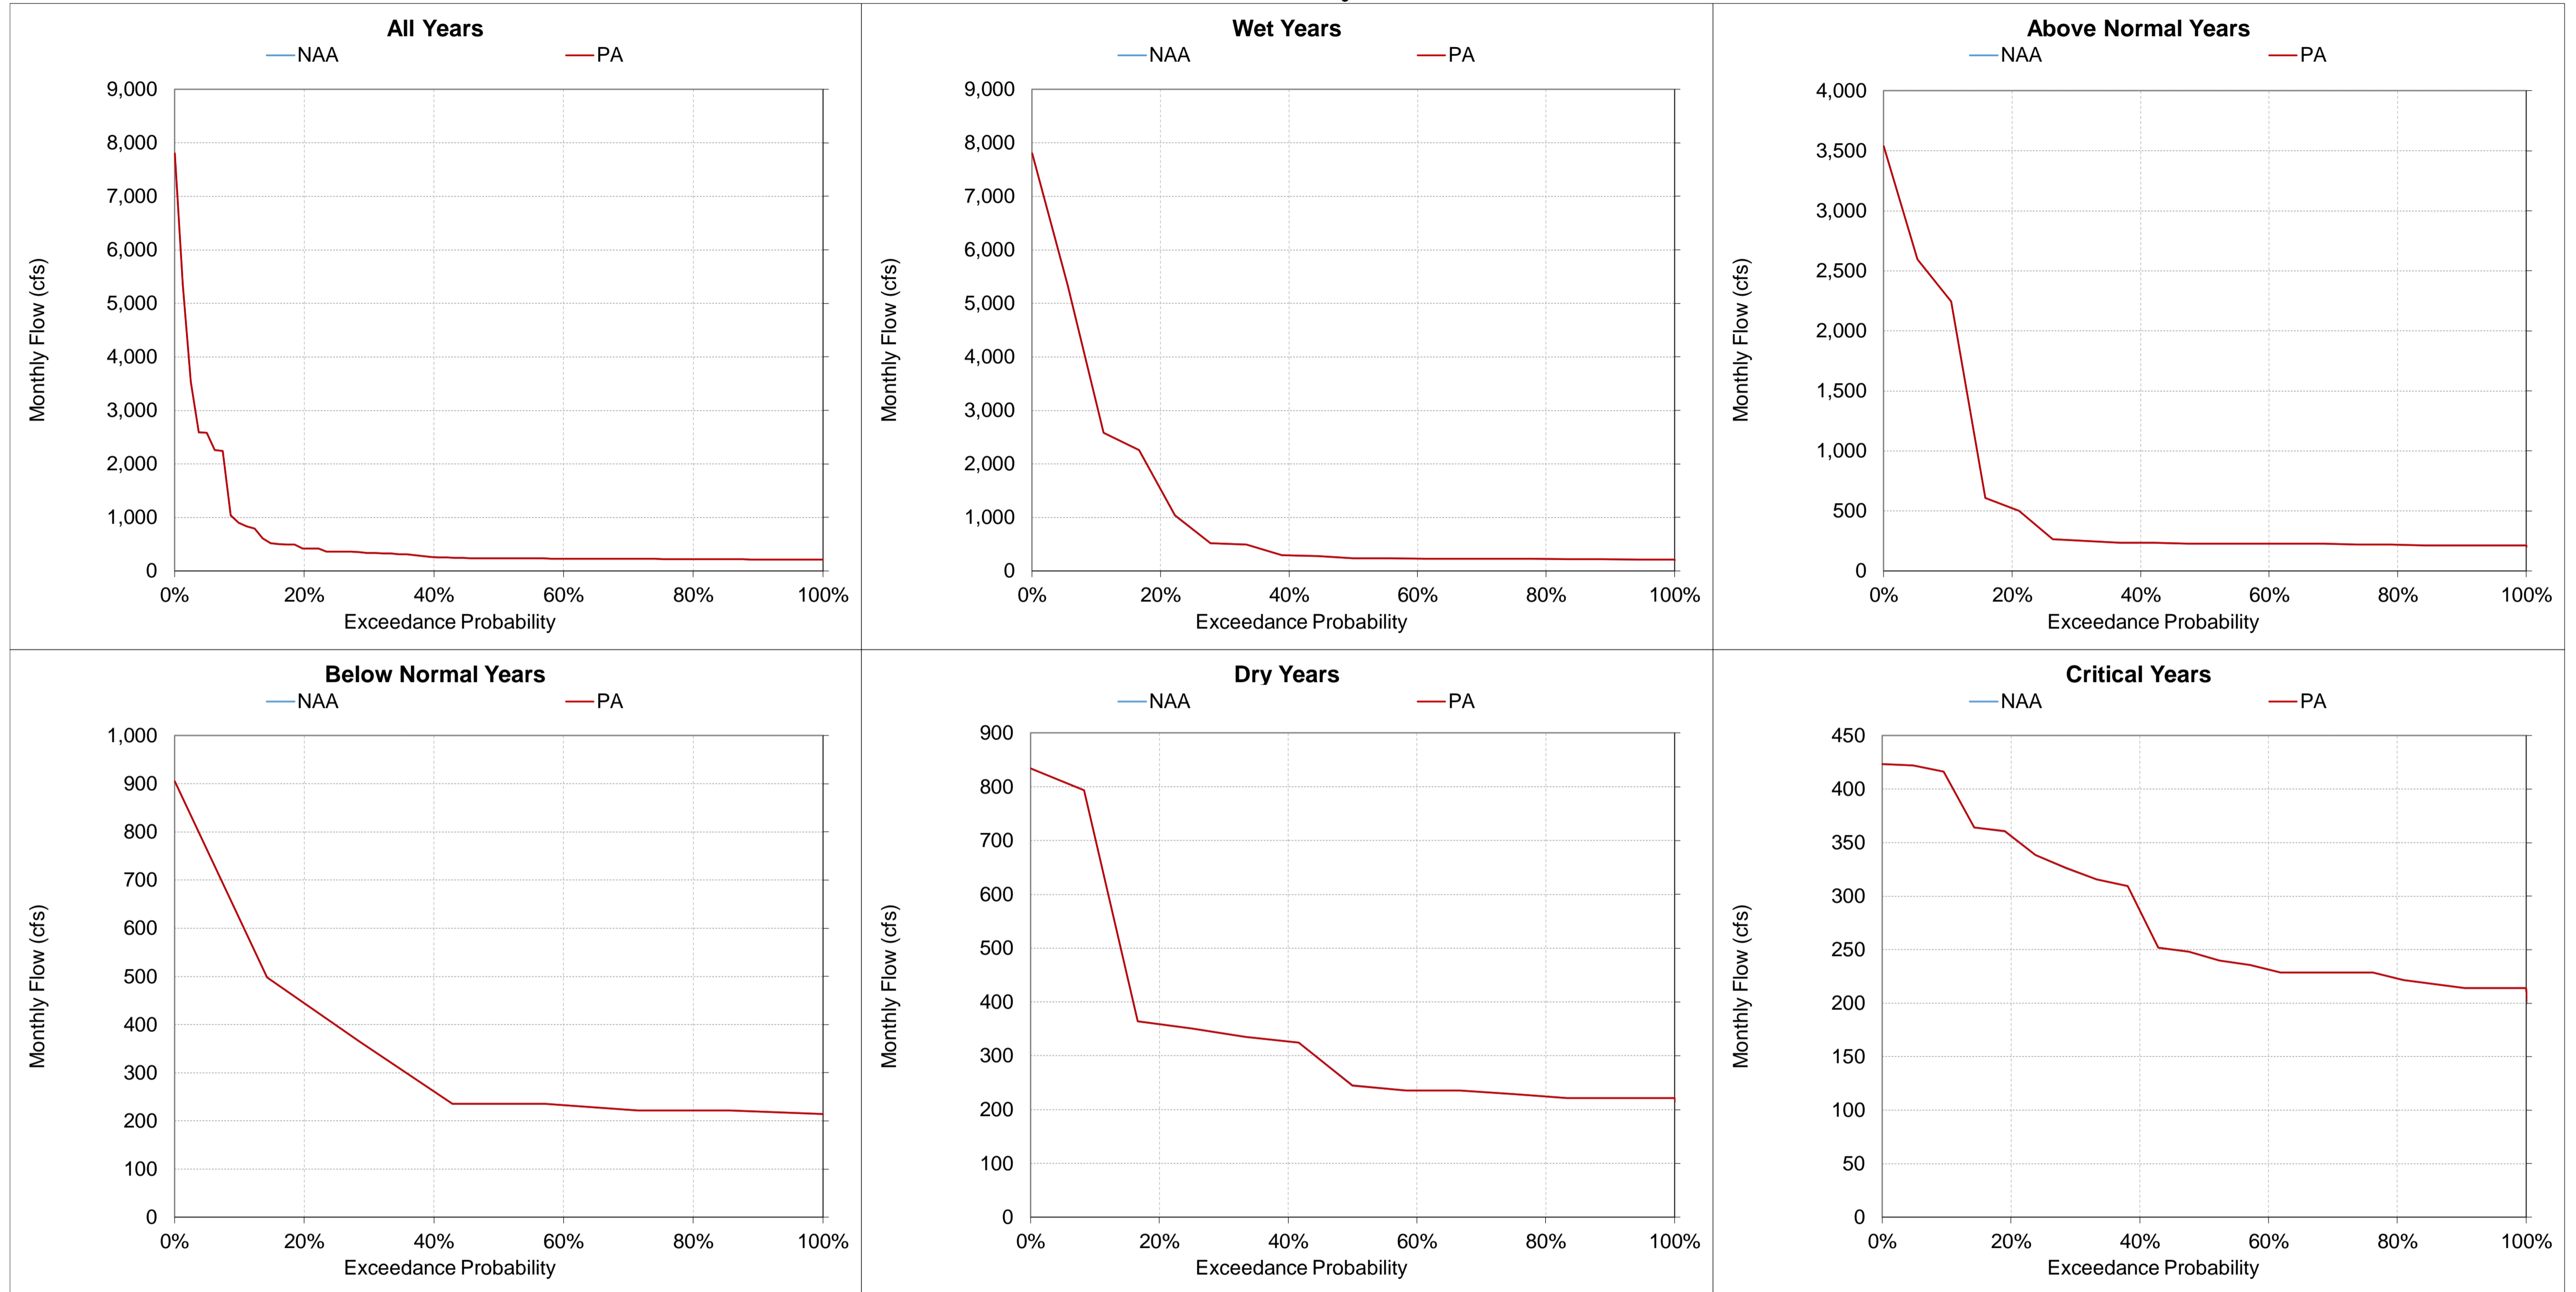 All Years
NAA PA
9,000
8,000
7,000
6,000
5,000
4,000
3,000
2,000
1,000
0
Monthly Flow (cfs)
0% 20% 40% 60% 80% 100%
Exceedance Probability
Wet Years
NAA PA
9,000
8,000
7,000
6,000
5,000
4,000
3,000
2,000
1,000
0
Monthly Flow (cfs)
0% 20% 40% 60% 80% 100%
Exceedance Probability
Above Normal Years
NAA PA
4,000
3,500
3,000
2,500
2,000
1,500
1,000
500
0
Monthly Flow (cfs)
0% 20% 40% 60% 80% 100%
Exceedance Probability
Below Normal Years
NAA PA
1,000
900
800
700
600
500
400
300
200
100
0
Monthly Flow (cfs)
0% 20% 40% 60% 80% 100%
Exceedance Probability
Dry Years
NAA PA
900
800
700
600
500
400
300
200
100
0
Monthly Flow (cfs)
0% 20% 40% 60% 80% 100%
Exceedance Probability
Critical Years
NAA PA
450
400
350
300
250
200
150
100
50
0
Monthly Flow (cfs)
0% 20% 40% 60% 80% 100%
Exceedance Probability